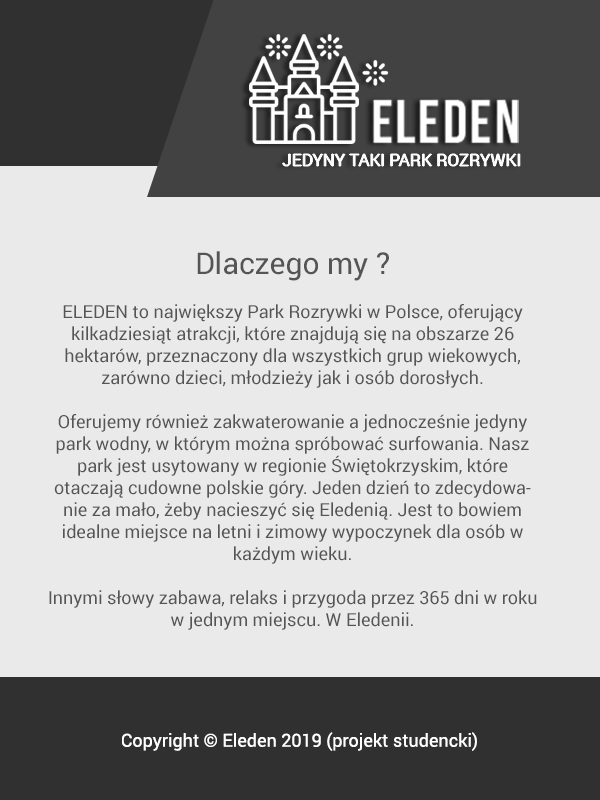 ELEDEN
JEDYNY TAKI PARK ROZRYWKI
Dlaczego my ?
ELEDEN to największy Park Rozrywki w Polsce, oferujący
kilkadziesiąt atrakcji, które znajdują się na obszarze 26
hektarów, przeznaczony dla wszystkich grup wiekowych,
zarówno dzieci, młodzieży jak i osób dorosłych.
Oferujemy również zakwaterowanie a jednocześnie jedyny
park wodny, w którym można spróbować surfowania. Nasz
park jest usytowany w regionie Świętokrzyskim, które
otaczają cudowne polskie góry. Jeden dzień to zdecydowa-
nie za mało, żeby nacieszyć się Eledenią. Jest to bowiem
idealne miejsce na letni i zimowy wypoczynek dla osób w
każdym wieku.
Innymi słowy zabawa, relaks i przygoda przez 365 dni w roku
w jednym miejscu. W Eledenii.
Copyright © Eleden 2019 (projekt studencki)